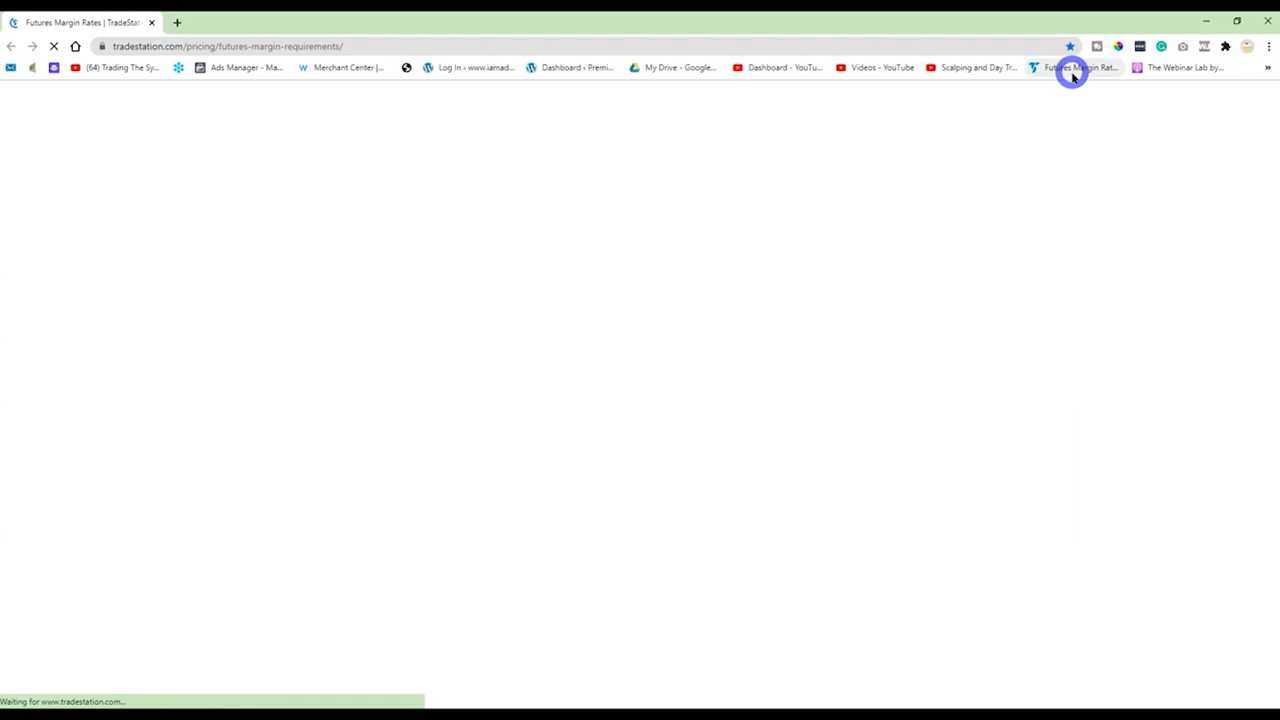 Futures Margin Rates | TradeStat
tradestation.com/pricing/futures-margin-requirements/
(64) Trading The Sy... Ads Manager - Ma... Merchant Center |... Log In ‹ www.iamad... Dashboard ‹ Premi... My Drive - Google... Dashboard - YouTu... Videos - YouTube Scalping and Day Tr... Futures Margin Rat... The Webinar Lab by... »
Waiting for www.tradestation.com...